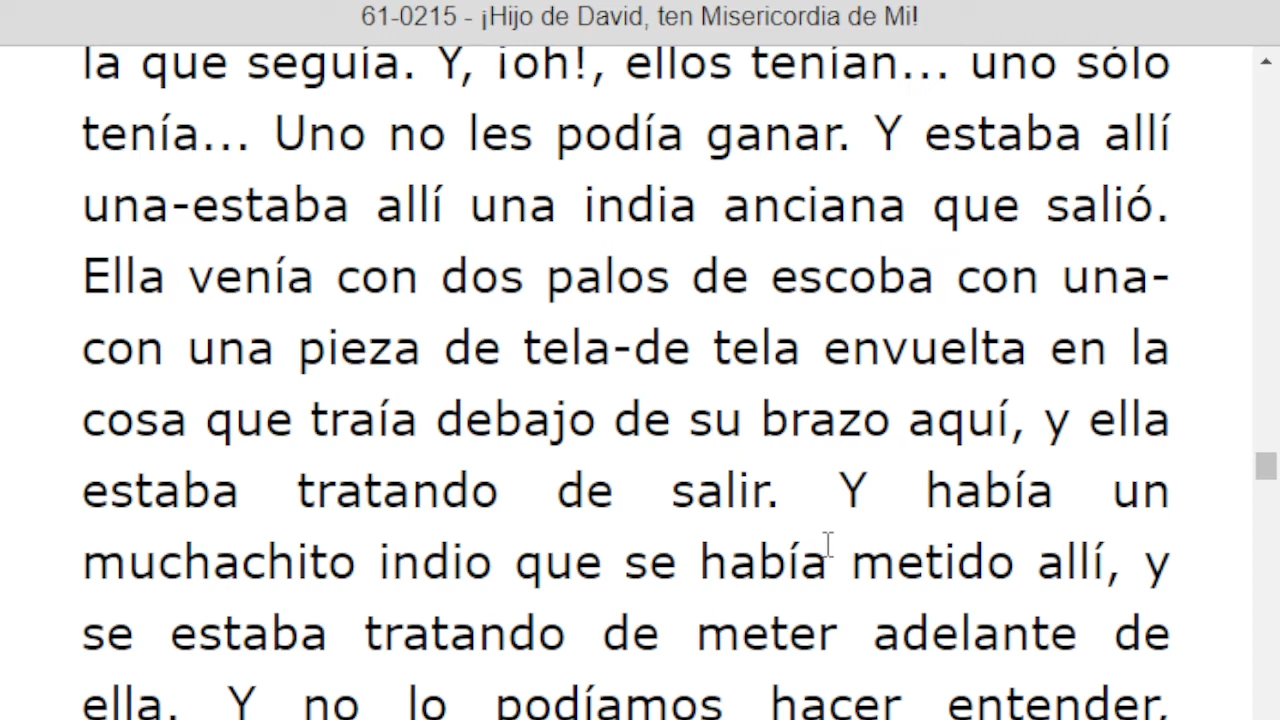 61-0215 - ¡Hijo de David, ten Misericordia de Mi!
la que seguía. Y, ¡oh!, ellos tenían... uno sólo
tenía... Uno no les podía ganar. Y estaba allí
una-estaba allí una india anciana que salió.
Ella venía con dos palos de escoba con una-
con una pieza de tela-de tela envuelta en la
cosa que traía debajo de su brazo aquí, y ella
estaba tratando de salir. Y había un
muchachito indio que se había metido allí, y
se estaba tratando de meter adelante de
ella. Y no lo podíamos hacer entender,